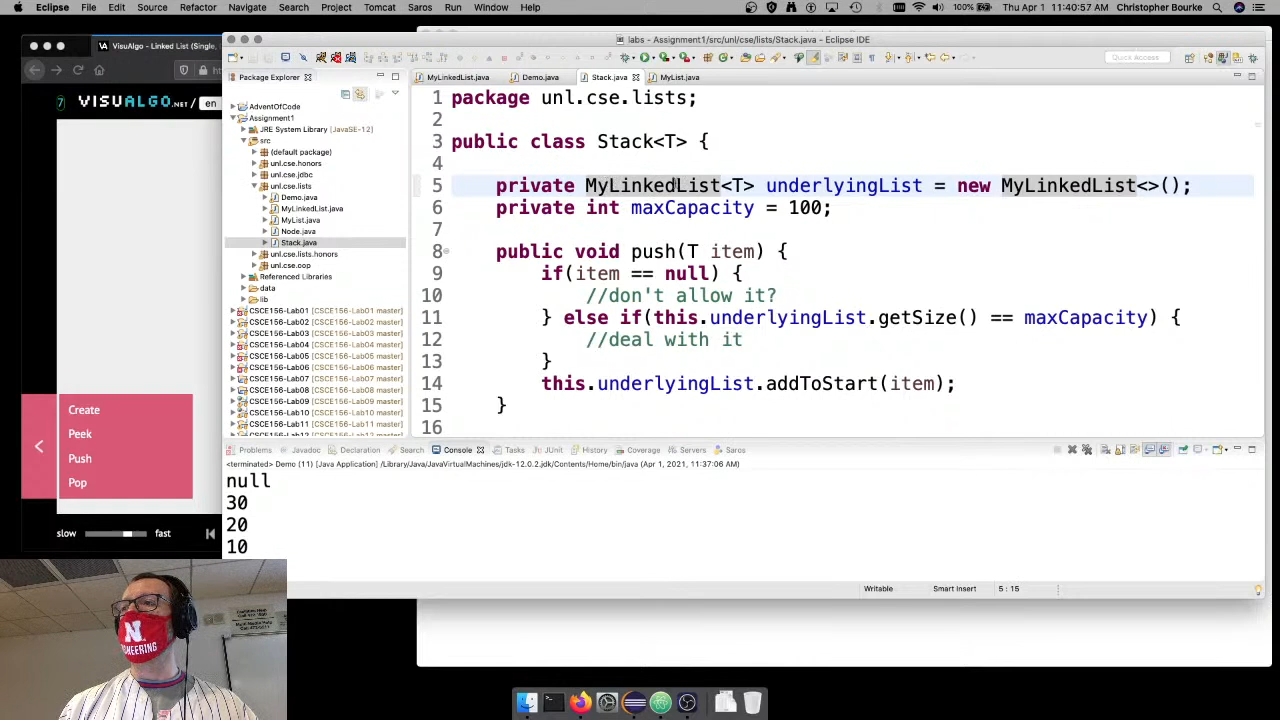 Eclipse File Edit Source Refactor Navigate Search Project Tomcat Saros Run Window Help
100% Thu Apr 1 11:40:57 Christopher Bourke
VisuAlgo - Linked List (Single,
labs - Assignment1/src/unl/cse/lists/Stack.java - Eclipse IDE
Quick Access
7 VISUALGO.NET/ en
Package Explorer
AdventOfCode
Assignment1
JRE System Library [JavaSE-12]
src
(default package)
unl.cse.honors
unl.cse.jdbc
unl.cse.lists
Demo.java
MyLinkedList.java
MyList.java
Node.java
Stack.java
unl.cse.lists.honors
unl.cse.oop
Referenced Libraries
data
lib
CSCE156-Lab01 [CSCE156-Lab01 master]
CSCE156-Lab02 [CSCE156-Lab02 master]
CSCE156-Lab03 [CSCE156-Lab03 master]
CSCE156-Lab04 [CSCE156-Lab04 master]
CSCE156-Lab05 [CSCE156-Lab05 master]
CSCE156-Lab06 [CSCE156-Lab06 master]
CSCE156-Lab07 [CSCE156-Lab07 master]
CSCE156-Lab08 [CSCE156-Lab08 master]
CSCE156-Lab09 [CSCE156-Lab09 master]
CSCE156-Lab10 [CSCE156-Lab10 master]
CSCE156-Lab11 [CSCE156-Lab11 master]
CSCE156-Lab12 [CSCE156-Lab12 master]
MyLinkedList.java Demo.java Stack.java MyList.java
1 package unl.cse.lists;
2
3 public class Stack<T> {
4
5 private MyLinkedList<T> underlyingList = new MyLinkedList<>();
6 private int maxCapacity = 100;
7
8 public void push(T item) {
9 if(item == null) {
10 //don't allow it?
11 } else if(this.underlyingList.getSize() == maxCapacity) {
12 //deal with it
13 }
14 this.underlyingList.addToStart(item);
15 }
16
Create
Peek
Push
Pop
slow fast
Problems Javadoc Declaration Search Console Tasks JUnit History Coverage Servers Saros
<terminated> Demo (11) [Java Application] /Library/Java/JavaVirtualMachines/jdk-12.0.2.jdk/Contents/Home/bin/java (Apr 1, 2021, 11:37:06 AM)
null
30
20
10
Writable Smart Insert 5 : 15
N